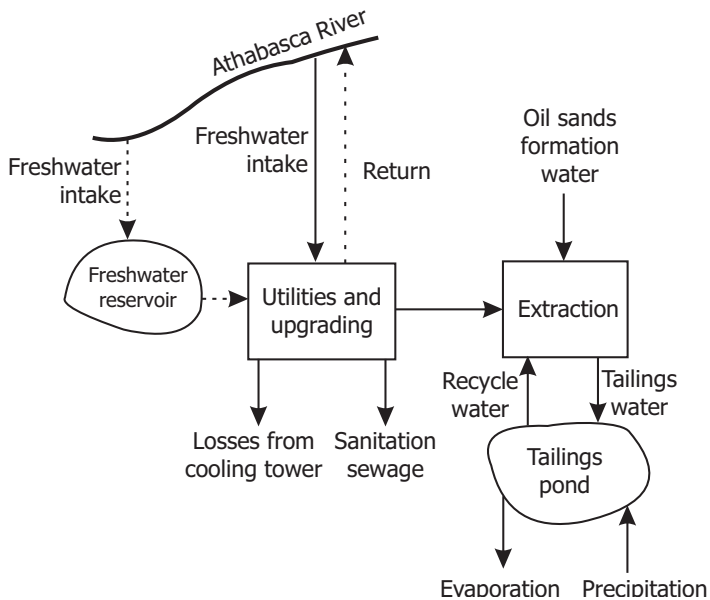 Athabasca River
Freshwater
intake
Freshwater
intake
Return
Oil sands
formation
water
Freshwater
reservoir
Utilities and
upgrading
Extraction
Recycle
water
Tailings
water
Losses from
cooling tower
Sanitation
sewage
Tailings
pond
Evaporation
Precipitation